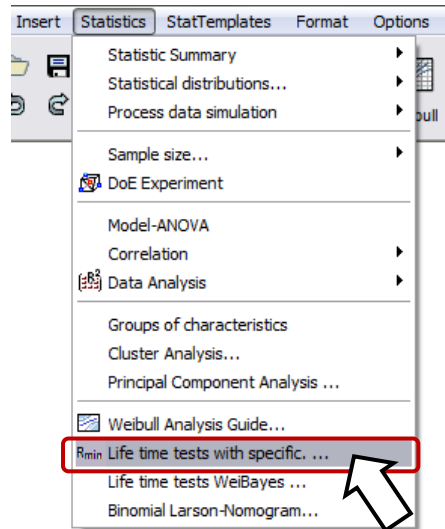 Insert Statistics StatTemplates Format Options
Statistic Summary
Statistical distributions...
bull
Process data simulation
Sample size...
DoE Experiment
Model-ANOVA
Correlation
Data Analysis
Groups of characteristics
Cluster Analysis...
Principal Component Analysis ...
Weibull Analysis Guide...
Rmin Life time tests with specific. ...
Life time tests WeiBayes ...
Binomial Larson-Nomogram...